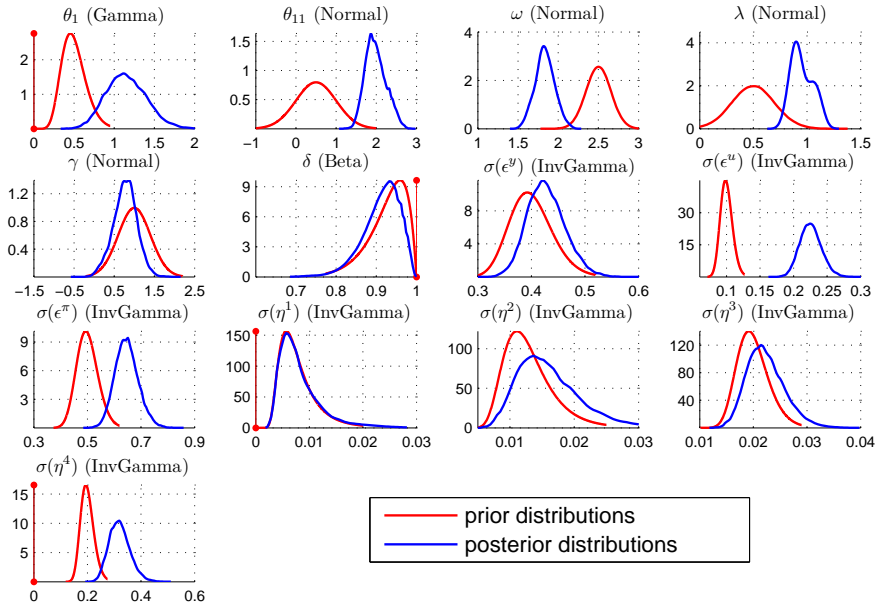 θ₁ (Gamma) θ₁₁ (Normal) ω (Normal) λ (Normal)
2 1 0 0.5 1 1.5 2
1.5 1 0.5 −1 0 1 2 3
4 2 0 1 1.5 2 2.5 3
4 2 0 0 0.5 1 1.5
γ (Normal) δ (Beta) σ(ϵʸ) (InvGamma) σ(ϵᵘ) (InvGamma)
1.2 0.8 0.4 −1.5 −0.5 0.5 1.5 2.5
9 6 3 0 0.7 0.8 0.9 1
9 6 3 0.3 0.4 0.5 0.6
45 30 15 0.1 0.15 0.2 0.25 0.3
σ(ϵ^π) (InvGamma) σ(η¹) (InvGamma) σ(η²) (InvGamma) σ(η³) (InvGamma)
9 6 3 0.3 0.5 0.7 0.9
150 100 50 0 0 0.01 0.02 0.03
100 50 0 0.01 0.02 0.03
120 80 40 0.01 0.02 0.03 0.04
σ(η⁴) (InvGamma)
15 10 5 0 0 0.2 0.4 0.6
prior distributions
posterior distributions